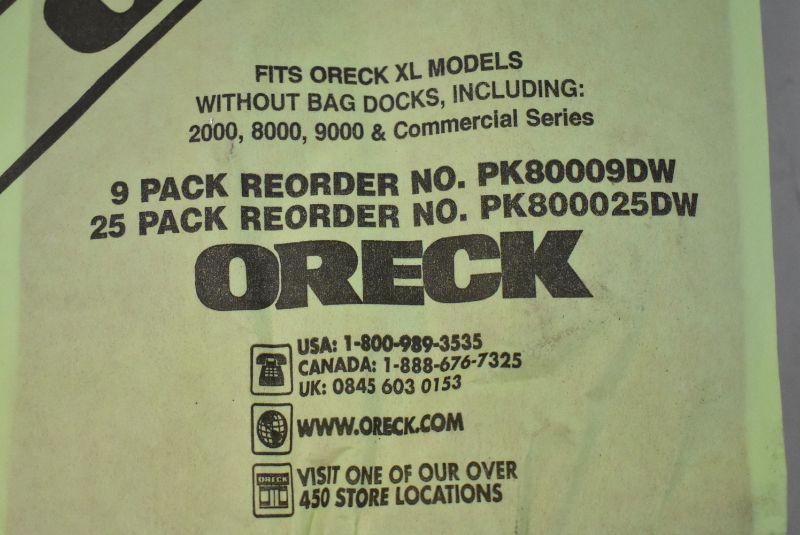 FITS ORECK XL MODELS
WITHOUT BAG DOCKS, INCLUDING:
2000, 8000, 9000 & Commercial Series
9 PACK REORDER NO. PK80009DW
25 PACK REORDER NO. PK800025DW
ORECK
USA: 1-800-989-3535
CANADA: 1-888-676-7325
UK: 0845 603 0153
WWW.ORECK.COM
ORECK
VISIT ONE OF OUR OVER
450 STORE LOCATIONS